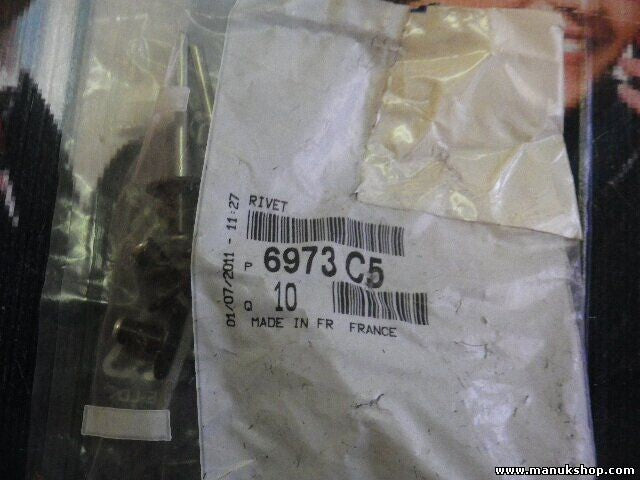 RIVET
P 6973 C5
Q 10
MADE IN FR FRANCE
01/07/2011 - 11:27
www.manukshop.com